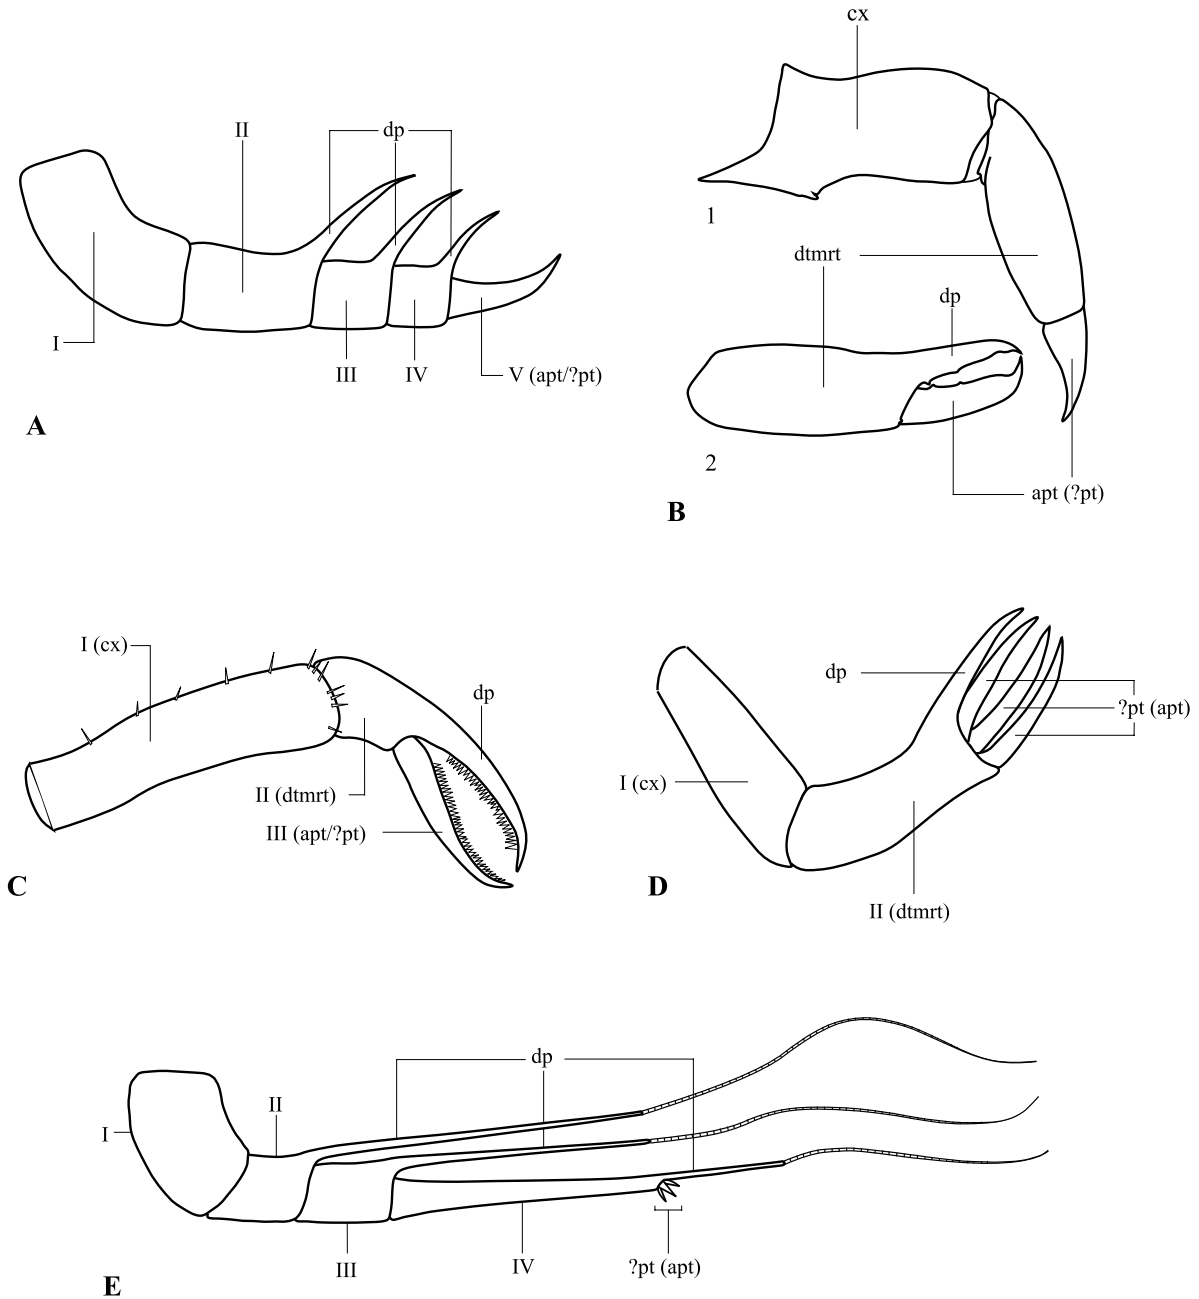 cx
II
dp
1
dtmrt
dp
I
III
IV
V (apt/?pt)
A
2
apt (?pt)
B
I (cx)
dp
dp
?pt (apt)
I (cx)
II (dtmrt)
III (apt/?pt)
C
D
II (dtmrt)
dp
II
I
III
IV
?pt (apt)
E